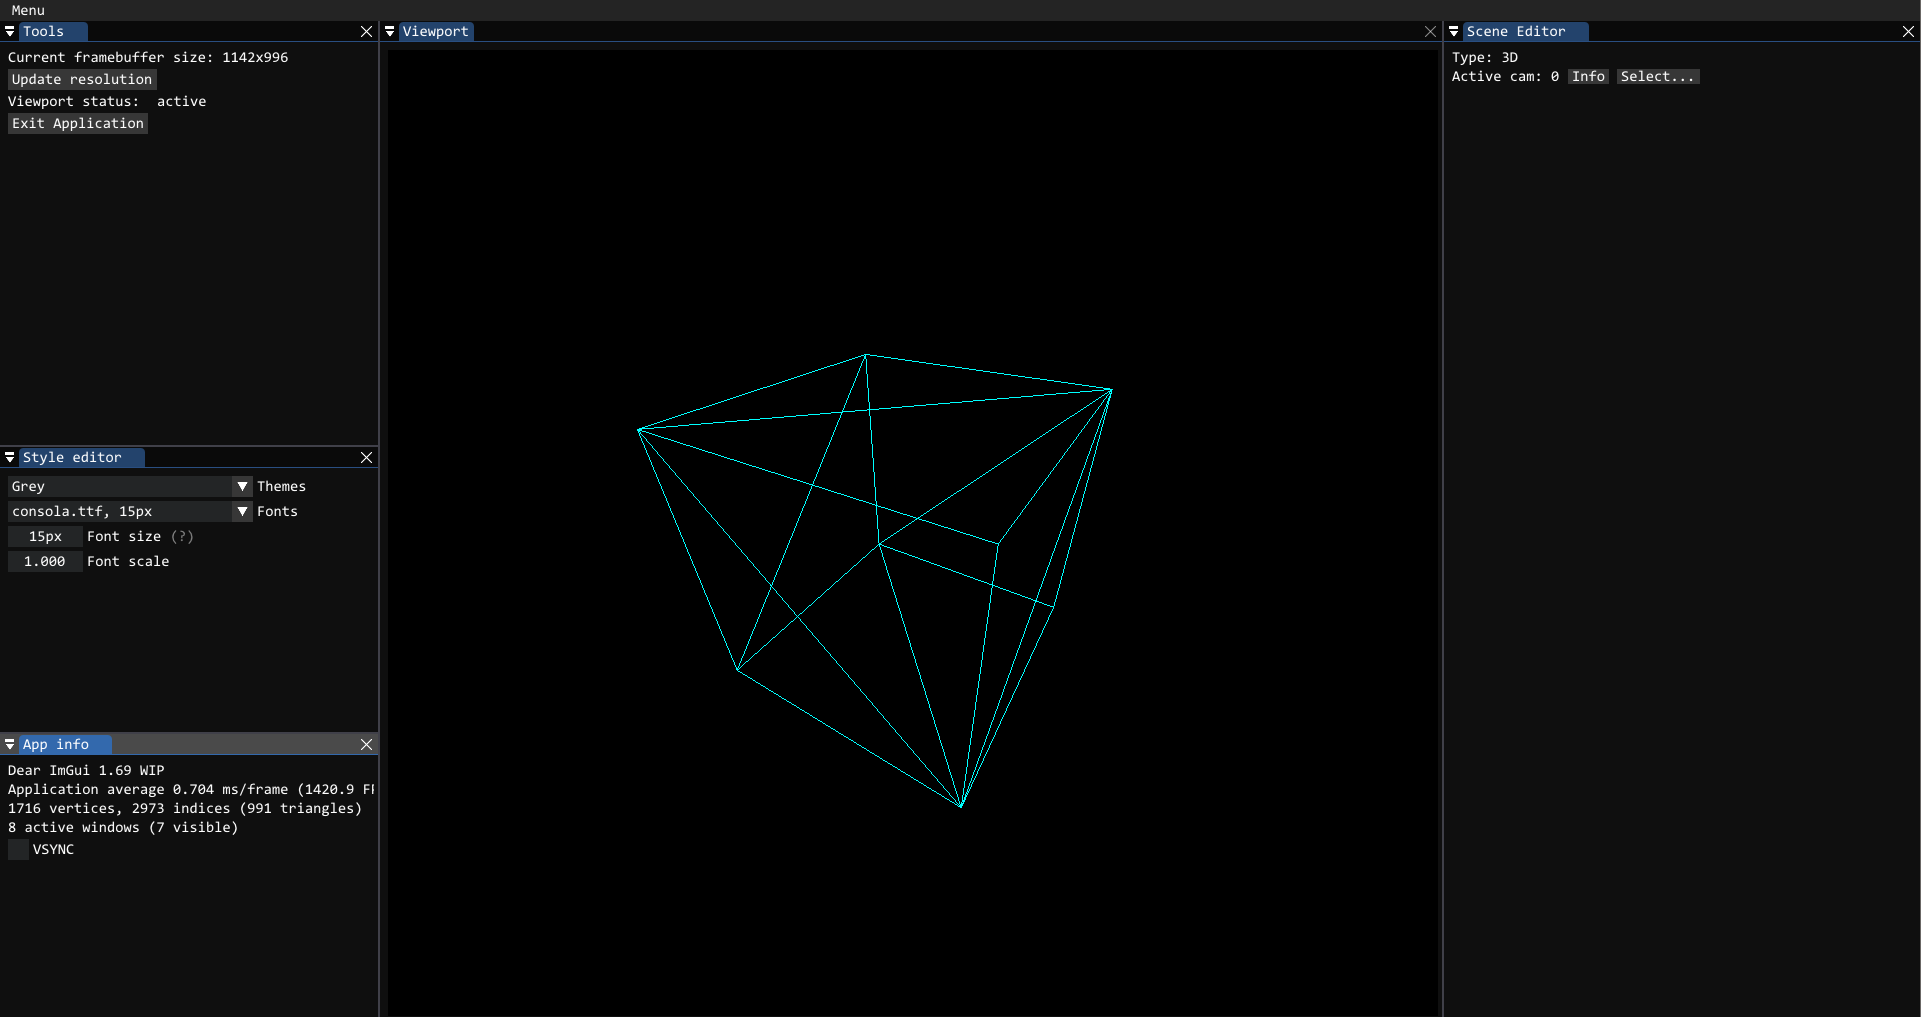 Menu
Tools
Current framebuffer size: 1142x996
Update resolution
Viewport status:  active
Exit Application
Style editor
Grey Themes
consola.ttf, 15px Fonts
15px Font size (?)
1.000 Font scale
App info
Dear ImGui 1.69 WIP
Application average 0.704 ms/frame (1420.9 
1716 vertices, 2973 indices (991 triangles)
8 active windows (7 visible)
VSYNC
Viewport
Scene Editor
Type: 3D
Active cam: 0 Info Select...